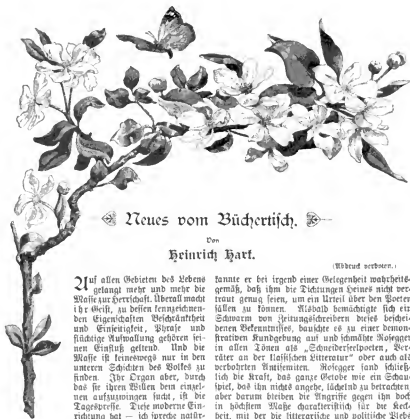 Neues vom Büchertisch.
Von
Heinrich Hart.
(Abdruck verboten.)
Auf allen Gebieten des Lebens
gelangt mehr und mehr die
Masse zur Herrschaft. Überall macht
ihr Geist, zu dessen kennzeichnen-
den Eigenschaften Beschränktheit
und Einseitigkeit, Phrase und
flüchtige Aufwallung gehören sei-
nen Einfluß geltend. Und die
Masse ist keineswegs nur in den
unteren Schichten des Volkes zu
finden. Ihr Organ aber, durch
das sie ihren Willen dem einzel-
nen aufzuzwingen sucht, ist die
Tagespresse. Diese moderne Ein-
richtung hat — ich spreche natür-
kannte er bei irgend einer Gelegenheit wahrheits-
gemäß, daß ihm die Dichtungen Heines nicht ver-
traut genug seien, um ein Urteil über den Poeten
fällen zu können. Alsbald bemächtigte sich ein
Schwarm von Zeitungsschreibern dieses beschei-
denen Bekenntnisses, bauschte es zu einer demon-
strativen Kundgebung auf und schmähte Rosegger
in allen Tönen als „Schneiderseelpoeten", Ver-
räter an der klassischen Litteratur" oder auch als
verbohrten Antisemiten. Rosegger fand schließ-
lich die Kraft, das ganze Getobe wie ein Schau-
spiel, das ihn nichts angehe, lächelnd zu betrachten,
aber darum bleiben die Angriffe gegen ihn doch
in höchstem Maße charakteristisch für die Keck-
heit, mit der litterarische und politische Plebs